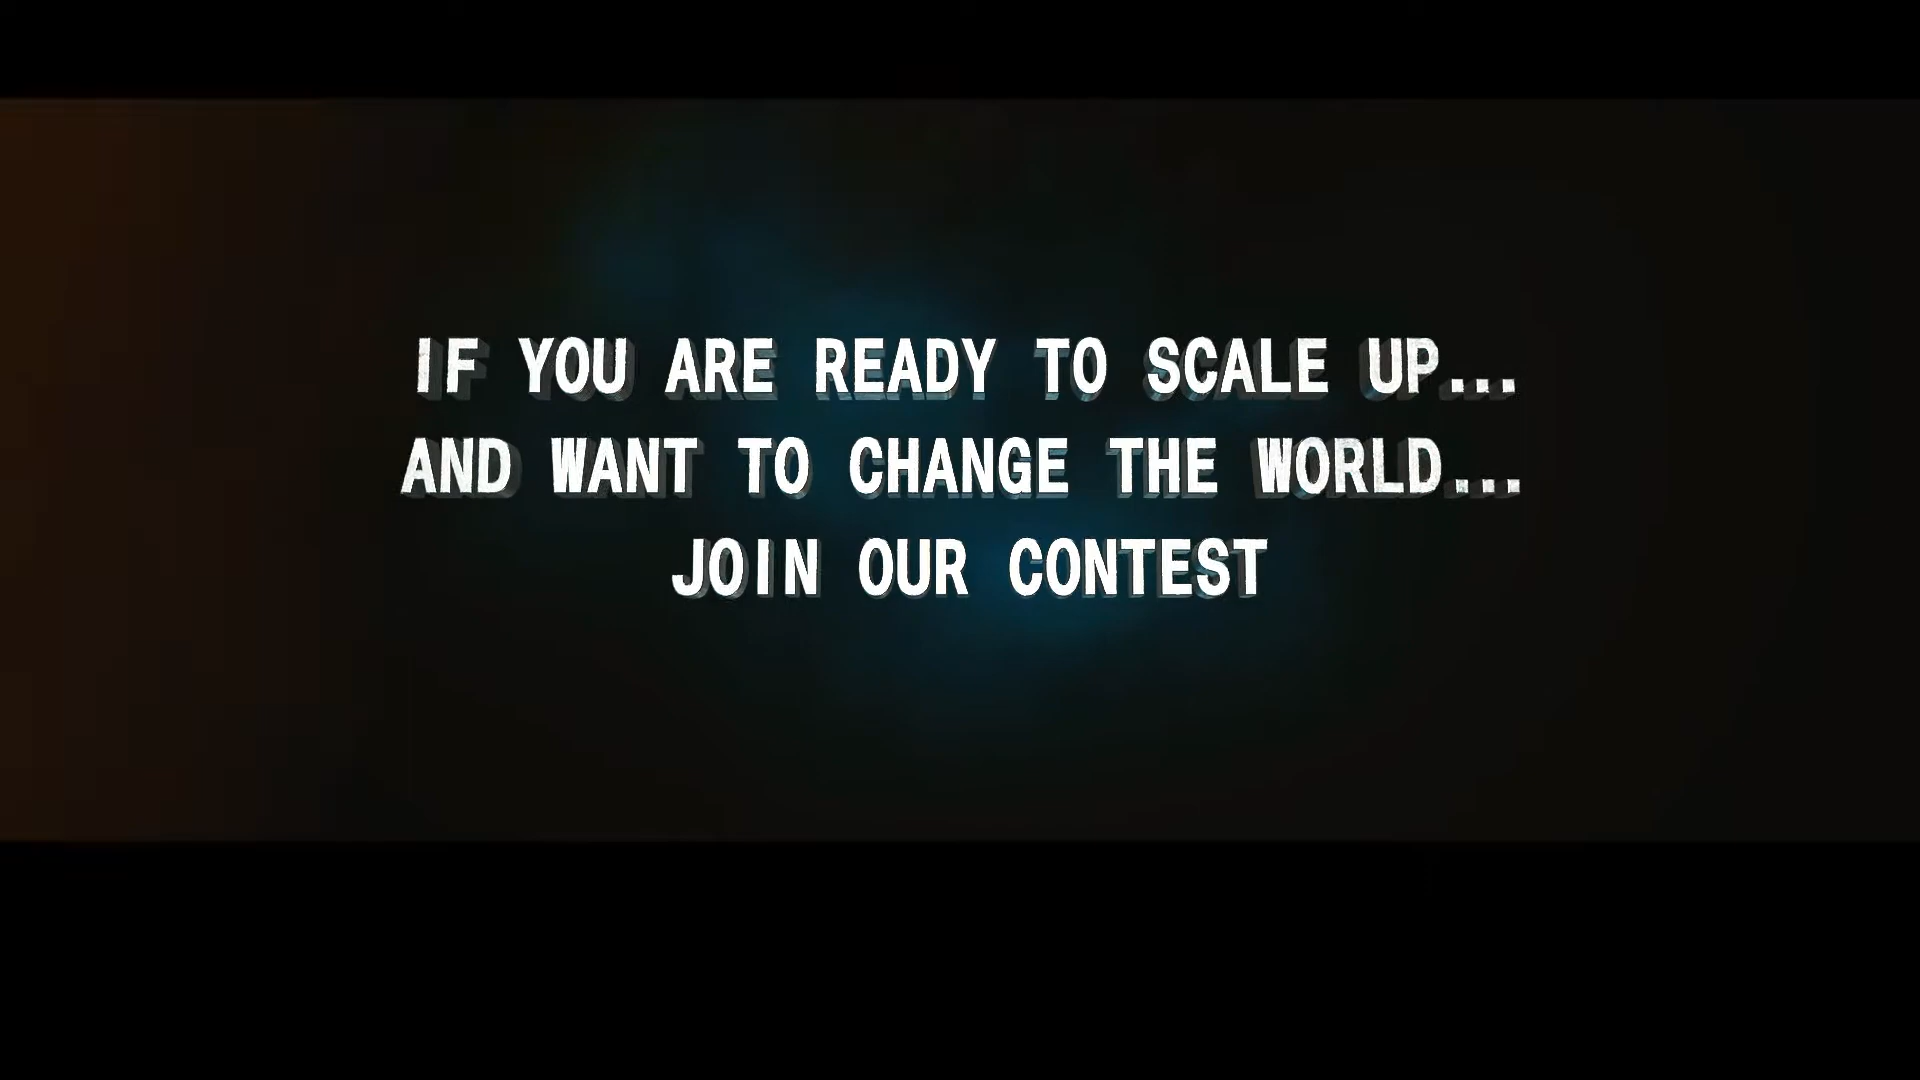 IF YOU ARE READY TO SCALE UP...
AND WANT TO CHANGE THE WORLD...
JOIN OUR CONTEST